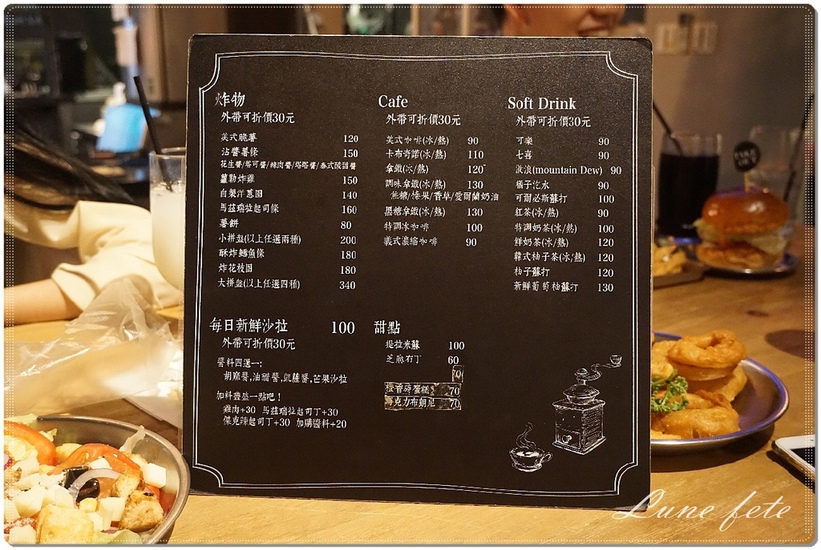 炸物
外帶可折價30元
美式脆薯 120
沾醬薯條 150
花生醬/塔可醬/辣肉醬/塔塔醬/泰式酸甜醬
蘿勒炸雞 150
自製洋蔥圈 140
馬茲瑞拉起司條 160
薯餅 80
小拼盤(以上任選兩種) 200
酥炸鱈魚條 180
炸花枝圈 180
大拼盤(以上任選四種) 340
每日新鮮沙拉 100
外帶可折價30元
醬料四選一:
胡麻醬,油醋醬,凱薩醬,芒果沙拉
加料豐盛一點吧!
雞肉+30 馬茲瑞拉起司丁+30
傑克辣起司丁+30 加購醬料+20
Cafe
外帶可折價30元
美式咖啡(冰/熱) 90
卡布奇諾(冰/熱) 110
拿鐵(冰/熱) 120
調味拿鐵(冰/熱) 130
焦糖/榛果/香草/愛爾蘭奶油
黑糖拿鐵(冰/熱) 130
特調冰咖啡 100
義式濃縮咖啡 90
甜點
提拉米蘇 100
芝麻布丁 60
70
70
Soft Drink
外帶可折價30元
可樂 90
七喜 90
激浪(mountain Dew) 90
橘子汽水 90
可爾必斯蘇打 100
紅茶(冰/熱) 90
特調奶茶(冰/熱) 100
鮮奶茶(冰/熱) 120
韓式柚子茶(冰/熱) 120
柚子蘇打 120
新鮮葡萄柚蘇打 130
Lune fete